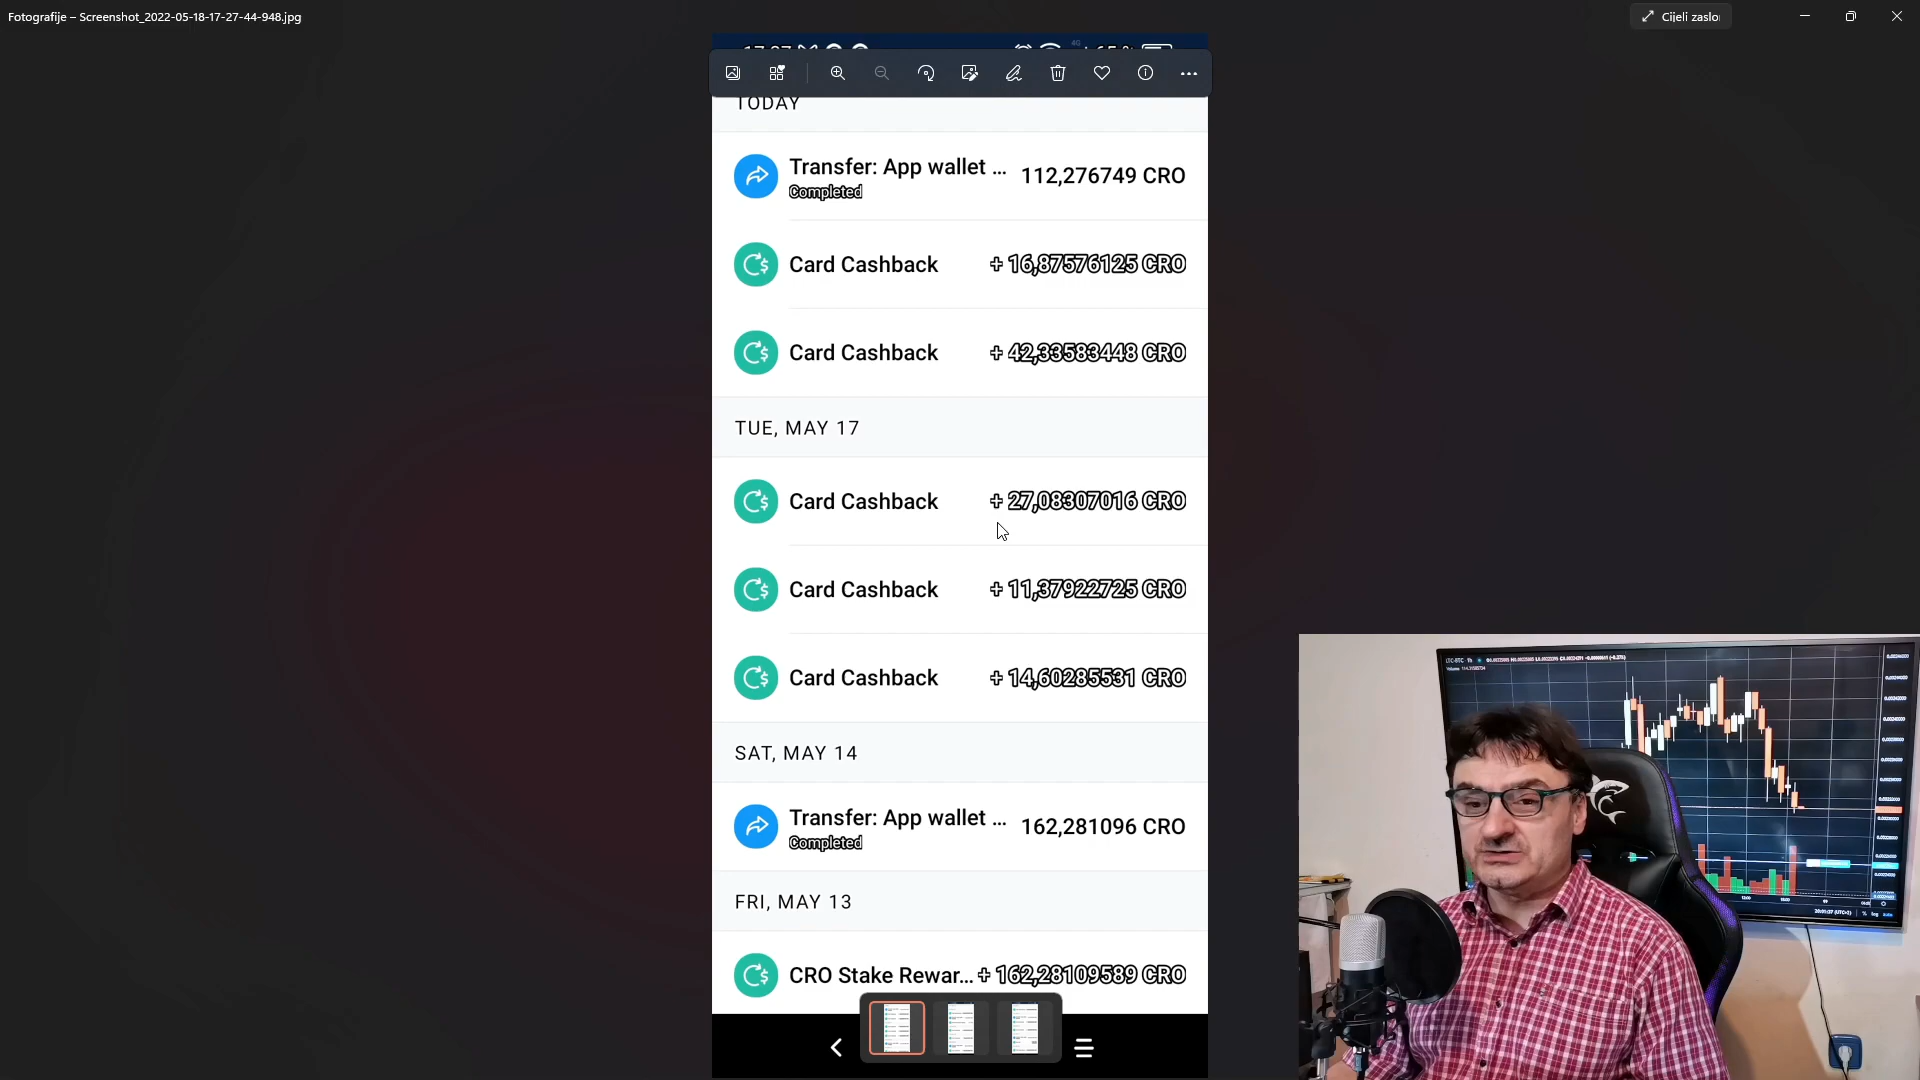 Fotografije – Screenshot_2022-05-18-17-27-44-948.jpg
Cijeli zaslo
TODAY
Transfer: App wallet ... 112,276749 CRO
Completed
Card Cashback + 16,87576125 CRO
Card Cashback + 42,33583448 CRO
TUE, MAY 17
Card Cashback + 27,08307016 CRO
Card Cashback + 11,37922725 CRO
Card Cashback + 14,60285531 CRO
SAT, MAY 14
Transfer: App wallet ... 162,281096 CRO
Completed
FRI, MAY 13
CRO Stake Rewar... + 162,28109589 CRO